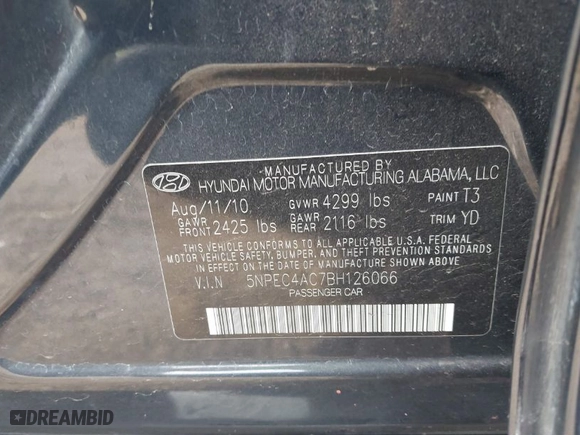 MANUFACTURED BY
HYUNDAI MOTOR MANUFACTURING ALABAMA, LLC
Aug/11/10 GVWR 4299 lbs PAINT T3
GAWR FRONT 2425 lbs GAWR REAR 2116 lbs TRIM YD
THIS VEHICLE CONFORMS TO ALL APPLICABLE U.S.A. FEDERAL
MOTOR VEHICLE SAFETY, BUMPER, AND THEFT PREVENTION STANDARDS
IN EFFECT ON THE DATE OF MANUFACTURE SHOWN ABOVE
V.I.N 5NPEC4AC7BH126066
PASSENGER CAR
DREAMBID